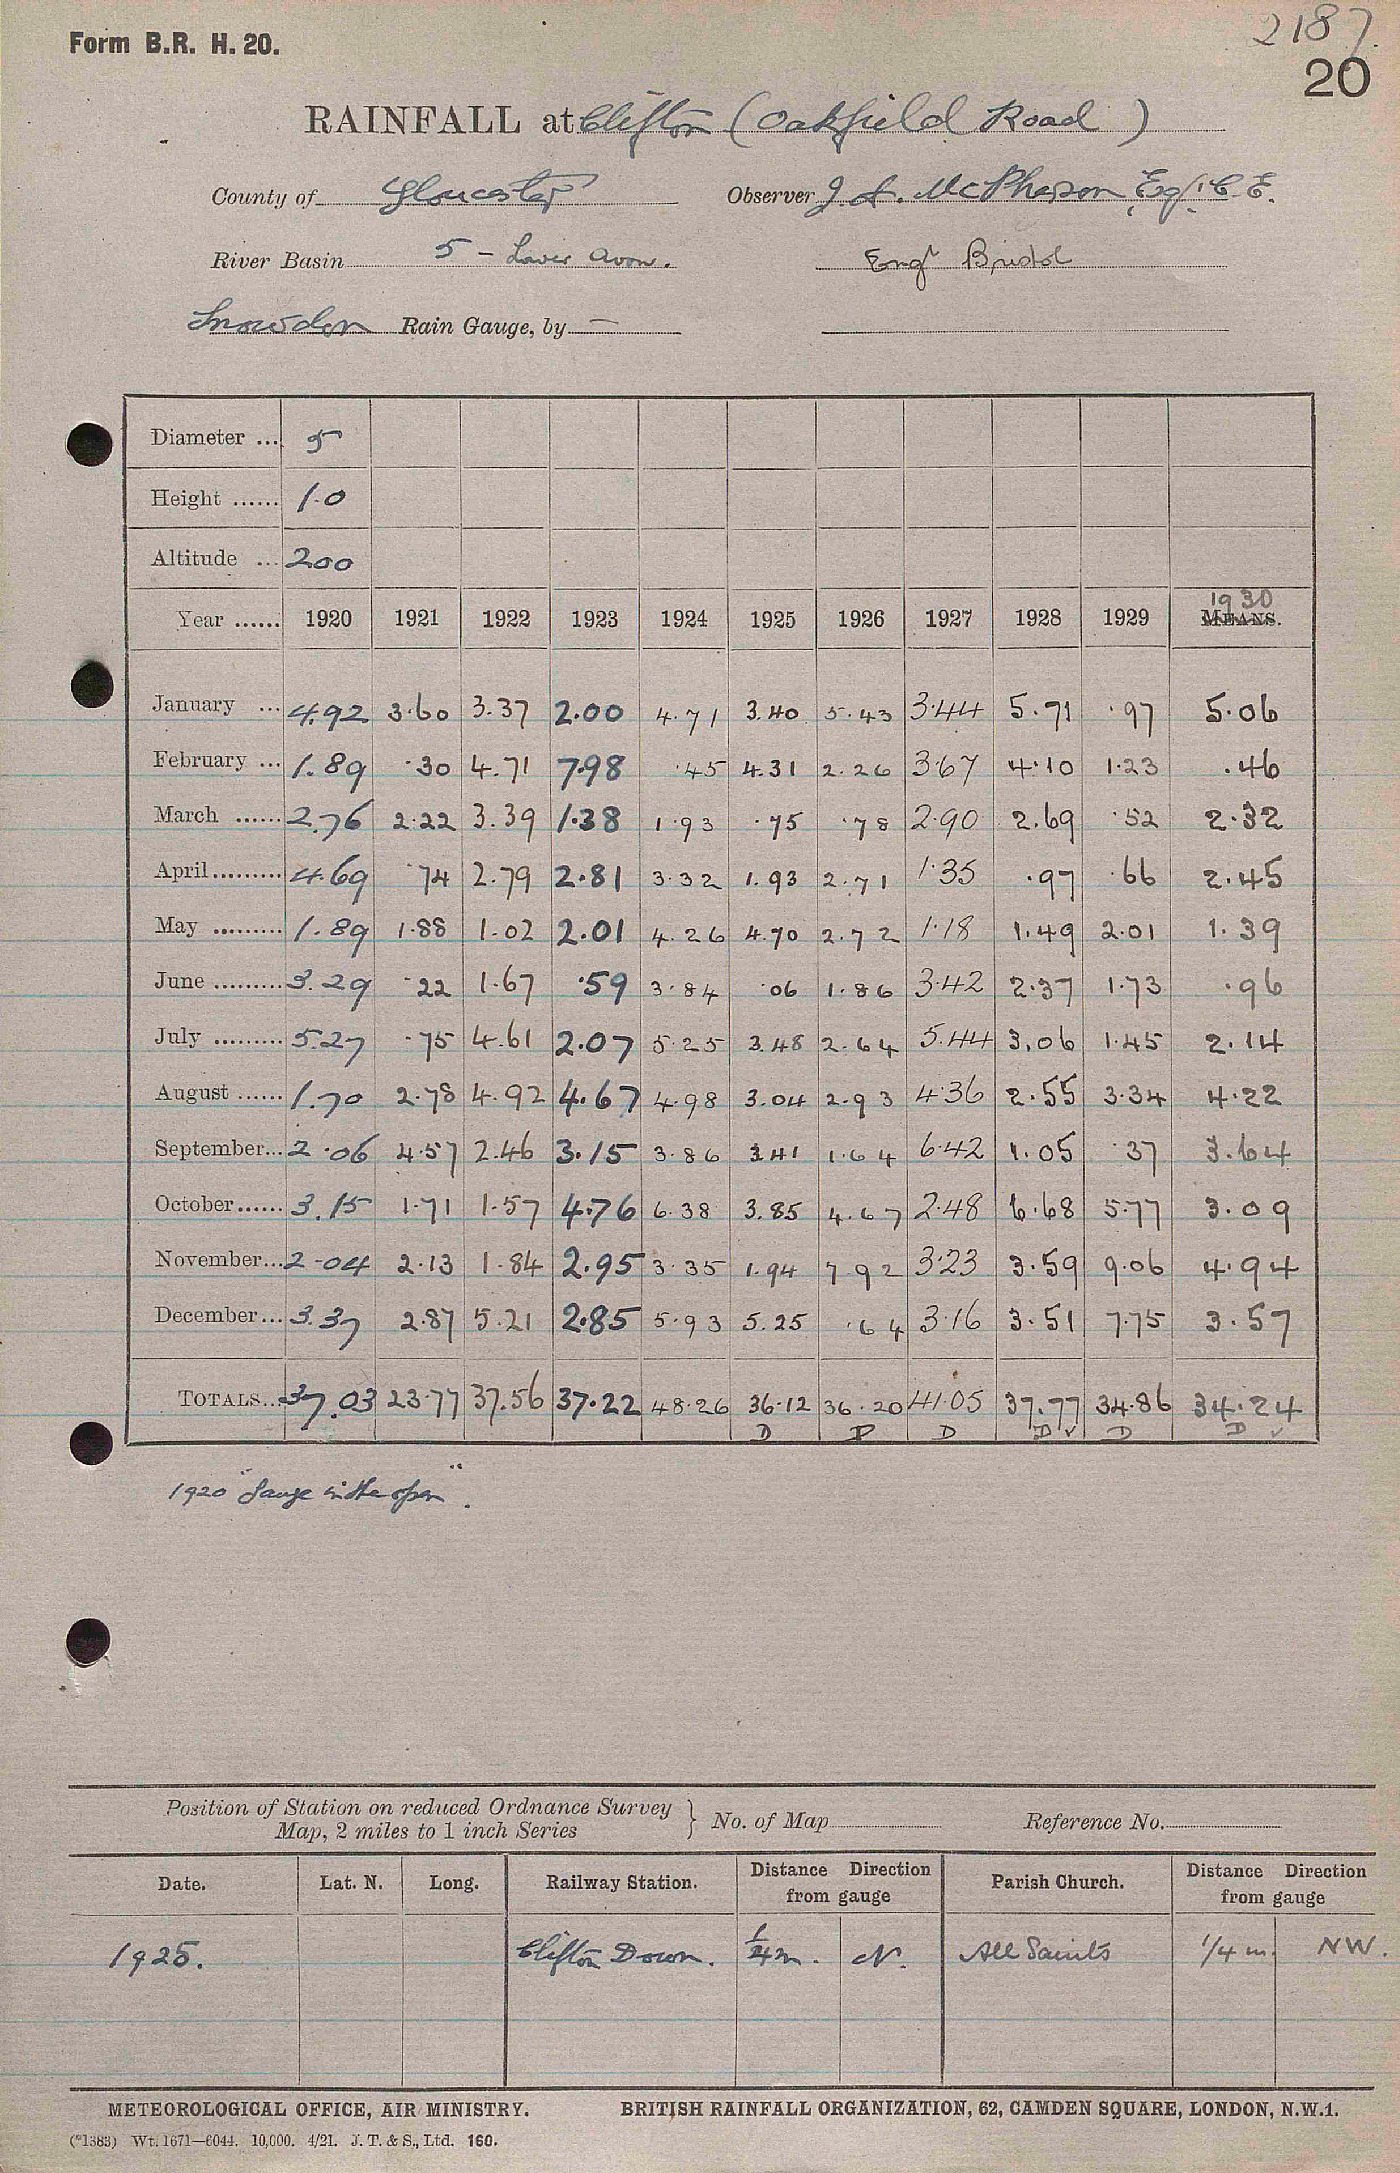 2187
Form B.R. H. 20.
20
RAINFALL at Clifton (Oakfield Road)
County of Gloucester Observer J. A. McPherson Esq. C.E.
River Basin 5 - Lower Avon. Engr Bristol
Snowdon Rain Gauge, by —
Diameter ... 5
Height ...... 1.0
Altitude ... 200
1930
Year ...... 1920 1921 1922 1923 1924 1925 1926 1927 1928 1929 MEANS.
January ... 4.92 3.60 3.37 2.00 4.71 3.40 5.43 3.44 5.71 .97 5.06
February ... 1.89 .30 4.71 7.98 .45 4.31 2.26 3.67 4.10 1.23 .46
March ...... 2.76 2.22 3.39 1.38 1.93 .75 .78 2.90 2.69 .52 2.32
April ......... 4.69 .74 2.79 2.81 3.32 1.93 2.71 1.35 .97 .66 2.45
May ......... 1.89 1.88 1.02 2.01 4.26 4.70 2.72 1.18 1.49 2.01 1.39
June ......... 3.29 .22 1.67 .59 3.84 .06 1.86 3.42 2.37 1.73 .96
July ......... 5.27 .75 4.61 2.07 5.25 3.48 2.64 5.44 3.06 1.45 2.14
August ...... 1.70 2.78 4.92 4.67 4.98 3.04 2.93 4.36 2.55 3.34 4.22
September... 2.06 4.57 2.46 3.15 3.86 3.41 1.64 6.42 1.05 .37 3.64
October...... 3.15 1.71 1.57 4.76 6.38 3.85 4.67 2.48 6.68 5.77 3.09
November... 2.04 2.13 1.84 2.95 3.35 1.94 7.92 3.23 3.59 9.06 4.94
December... 3.37 2.87 5.21 2.85 5.93 5.25 .64 3.16 3.51 7.75 3.57
TOTALS... 37.03 23.77 37.56 37.22 48.26 36.12 36.20 41.05 37.77 34.86 34.24
D D D D ✓ D D ✓
1920 "Gauge in the open".
Position of Station on reduced Ordnance Survey
Map, 2 miles to 1 inch Series } No. of Map Reference No.
Date. Lat. N. Long. Railway Station. Distance Direction from gauge Parish Church. Distance Direction from gauge
1925. Clifton Down. 1/4 m. N. All Saints 1/4 m. NW.
METEOROLOGICAL OFFICE, AIR MINISTRY. BRITISH RAINFALL ORGANIZATION, 62, CAMDEN SQUARE, LONDON, N.W.1.
(*1383) Wt. 1671—6044. 10,000. 4/21. J. T. & S., Ltd. 160.